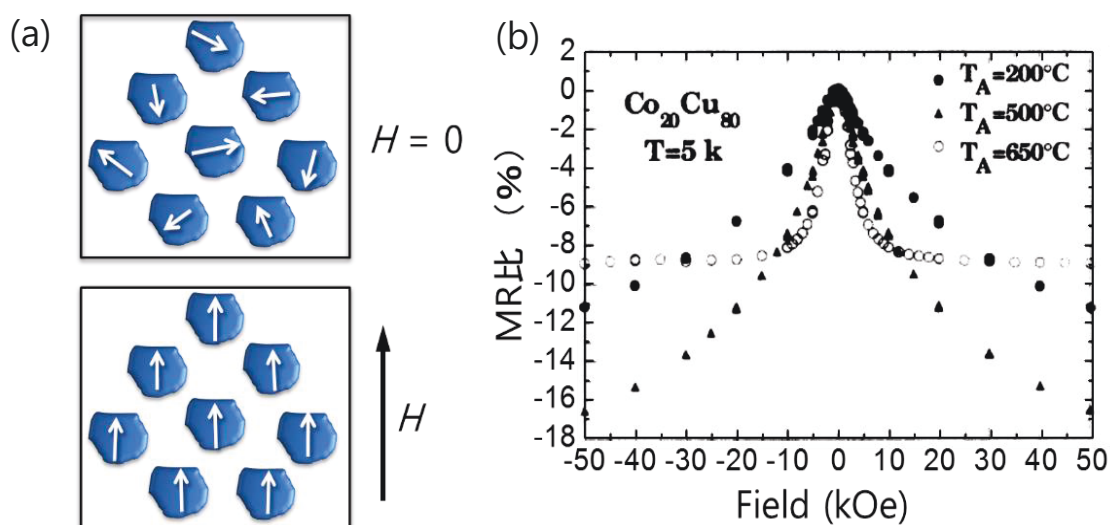 (a)
H = 0
H
(b)
MR比 (%)
2
0
-2
-4
-6
-8
-10
-12
-14
-16
-18
Co20Cu80
T=5 k
TA=200°C
TA=500°C
TA=650°C
-50 -40 -30 -20 -10 0 10 20 30 40 50
Field (kOe)